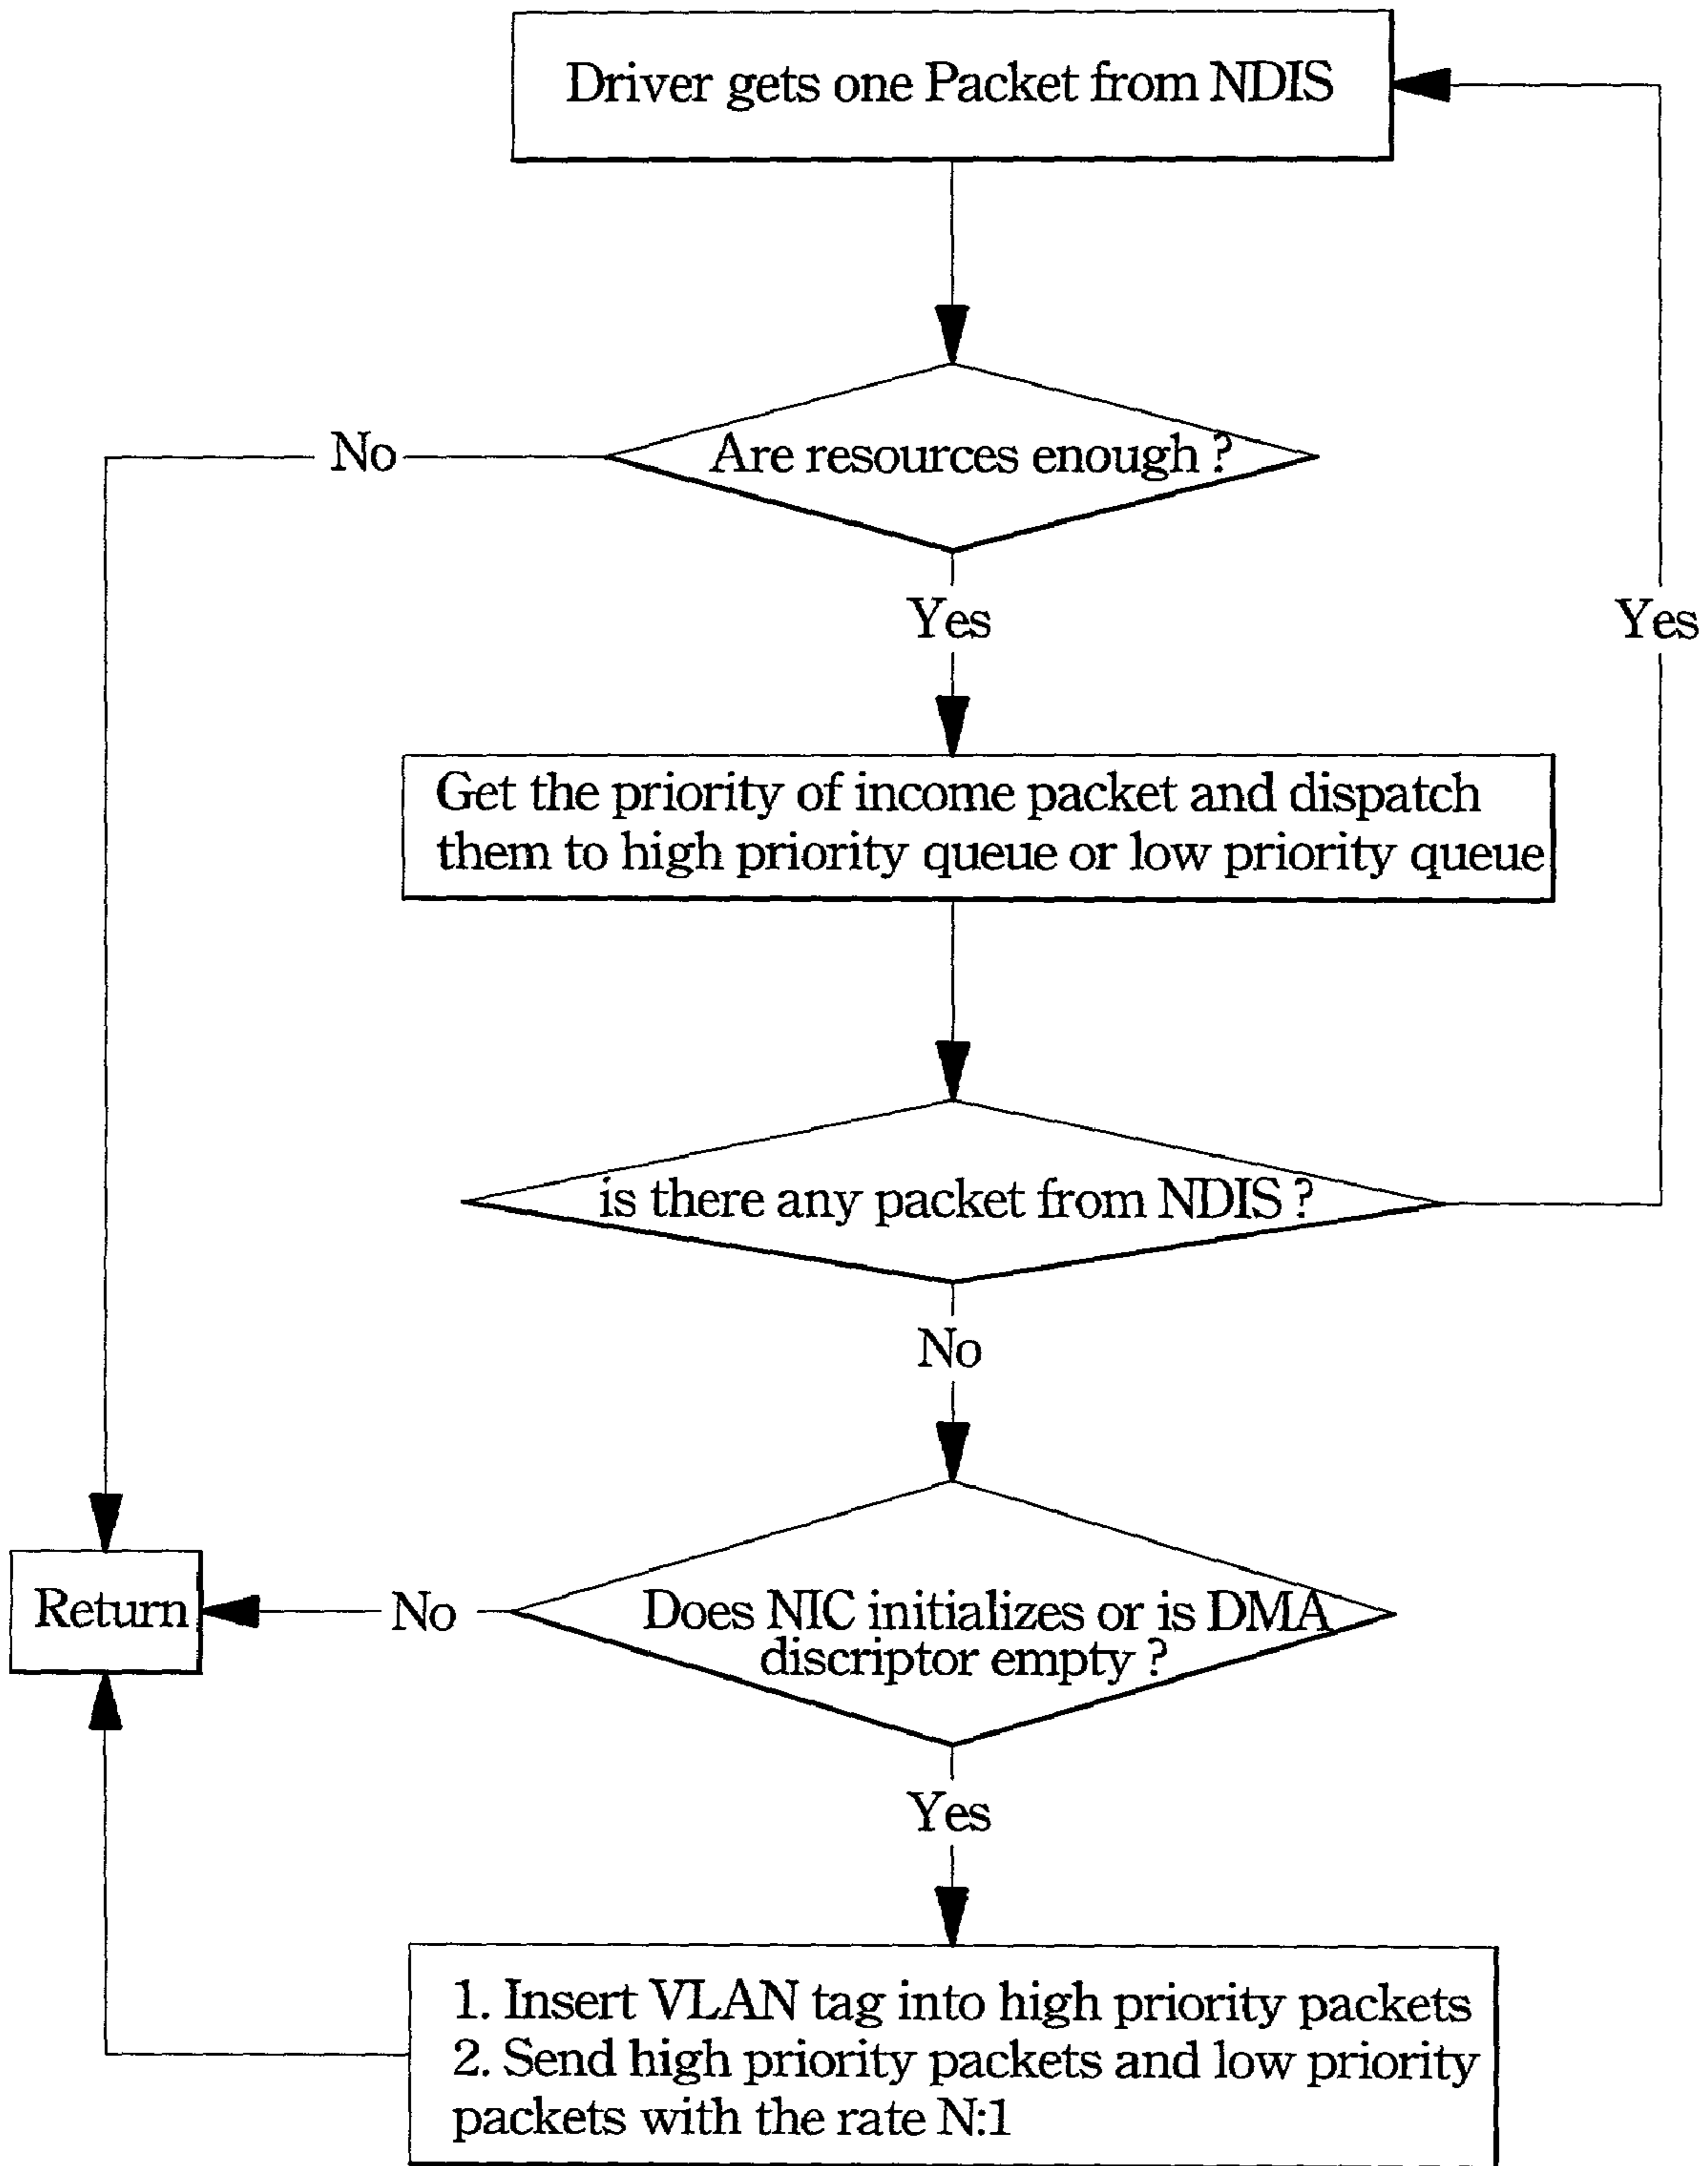 Driver gets one Packet from NDIS
Are resources enough ?
No
Yes
Yes
Get the priority of income packet and dispatch
them to high priority queue or low priority queue
is there any packet from NDIS ?
No
Does NIC initializes or is DMA
discriptor empty ?
No
Return
Yes
1. Insert VLAN tag into high priority packets
2. Send high priority packets and low priority
packets with the rate N:1